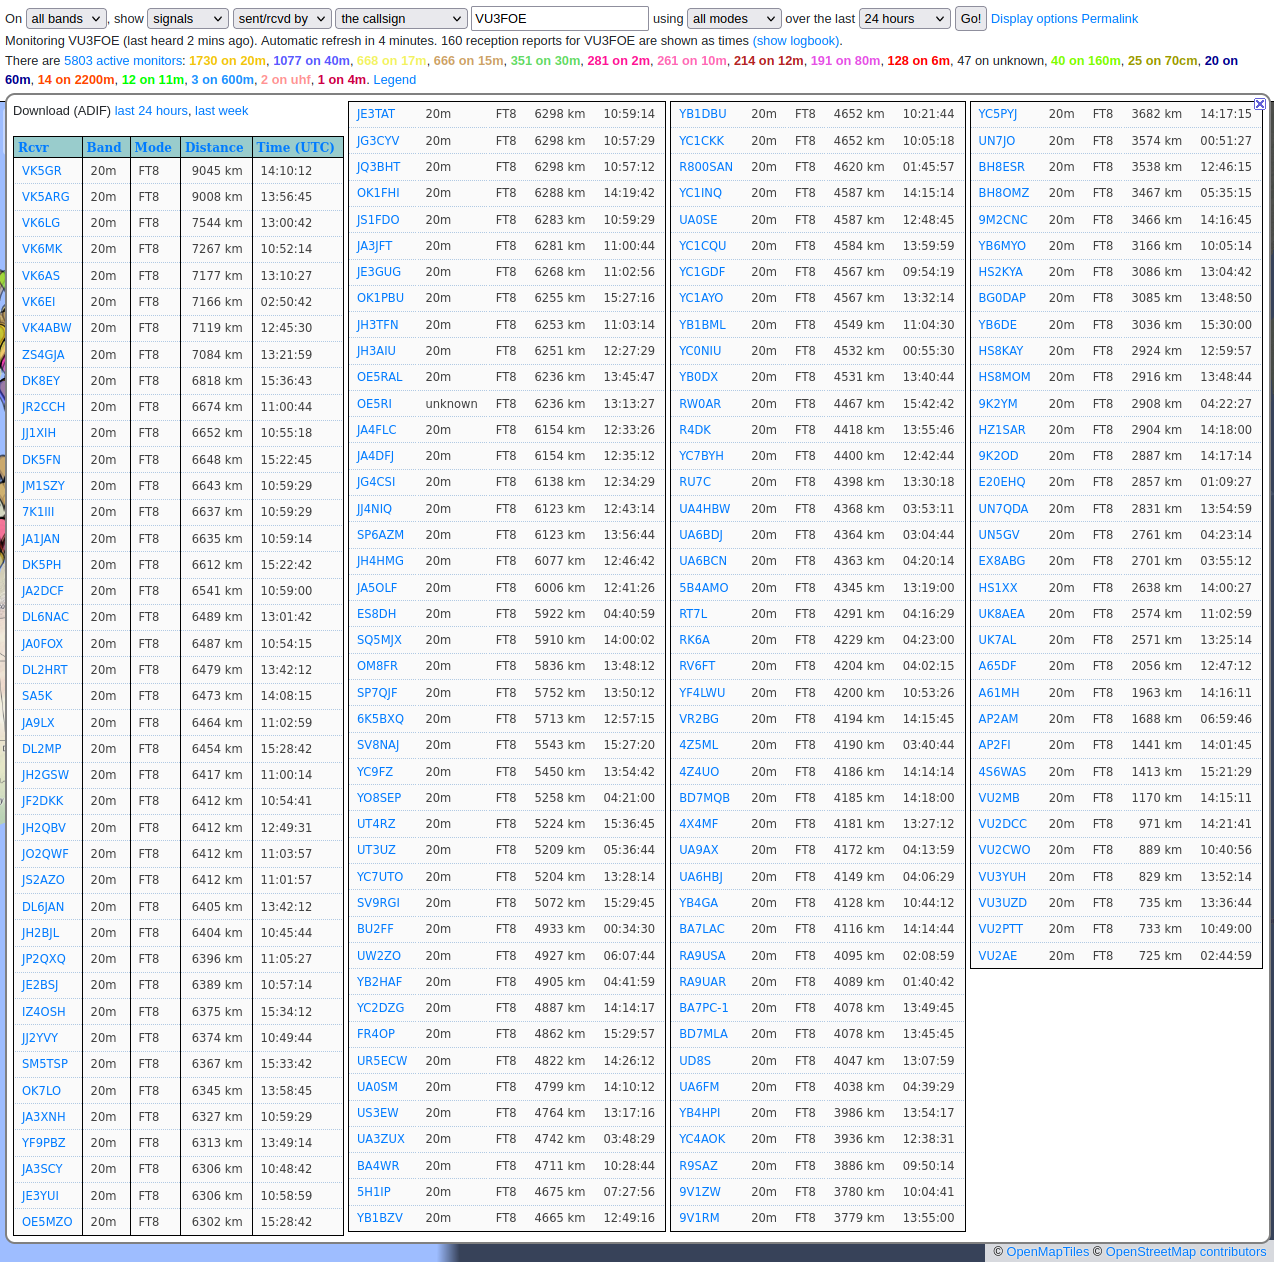 On all bands , show signals sent/rcvd by the callsign VU3FOE using all modes over the last 24 hours Go! Display options Permalink
Monitoring VU3FOE (last heard 2 mins ago). Automatic refresh in 4 minutes. 160 reception reports for VU3FOE are shown as times (show logbook).
There are 5803 active monitors: 1730 on 20m, 1077 on 40m, 668 on 17m, 666 on 15m, 351 on 30m, 281 on 2m, 261 on 10m, 214 on 12m, 191 on 80m, 128 on 6m, 47 on unknown, 40 on 160m, 25 on 70cm, 20 on
60m, 14 on 2200m, 12 on 11m, 3 on 600m, 2 on uhf, 1 on 4m. Legend
Download (ADIF) last 24 hours, last week
Rcvr Band Mode Distance Time (UTC)
VK5GR 20m FT8 9045 km 14:10:12
VK5ARG 20m FT8 9008 km 13:56:45
VK6LG 20m FT8 7544 km 13:00:42
VK6MK 20m FT8 7267 km 10:52:14
VK6AS 20m FT8 7177 km 13:10:27
VK6EI 20m FT8 7166 km 02:50:42
VK4ABW 20m FT8 7119 km 12:45:30
ZS4GJA 20m FT8 7084 km 13:21:59
DK8EY 20m FT8 6818 km 15:36:43
JR2CCH 20m FT8 6674 km 11:00:44
JJ1XIH 20m FT8 6652 km 10:55:18
DK5FN 20m FT8 6648 km 15:22:45
JM1SZY 20m FT8 6643 km 10:59:29
7K1III 20m FT8 6637 km 10:59:29
JA1JAN 20m FT8 6635 km 10:59:14
DK5PH 20m FT8 6612 km 15:22:42
JA2DCF 20m FT8 6541 km 10:59:00
DL6NAC 20m FT8 6489 km 13:01:42
JA0FOX 20m FT8 6487 km 10:54:15
DL2HRT 20m FT8 6479 km 13:42:12
SA5K 20m FT8 6473 km 14:08:15
JA9LX 20m FT8 6464 km 11:02:59
DL2MP 20m FT8 6454 km 15:28:42
JH2GSW 20m FT8 6417 km 11:00:14
JF2DKK 20m FT8 6412 km 10:54:41
JH2QBV 20m FT8 6412 km 12:49:31
JO2QWF 20m FT8 6412 km 11:03:57
JS2AZO 20m FT8 6412 km 11:01:57
DL6JAN 20m FT8 6405 km 13:42:12
JH2BJL 20m FT8 6404 km 10:45:44
JP2QXQ 20m FT8 6396 km 11:05:27
JE2BSJ 20m FT8 6389 km 10:57:14
IZ4OSH 20m FT8 6375 km 15:34:12
JJ2YVY 20m FT8 6374 km 10:49:44
SM5TSP 20m FT8 6367 km 15:33:42
OK7LO 20m FT8 6345 km 13:58:45
JA3XNH 20m FT8 6327 km 10:59:29
YF9PBZ 20m FT8 6313 km 13:49:14
JA3SCY 20m FT8 6306 km 10:48:42
JE3YUI 20m FT8 6306 km 10:58:59
OE5MZO 20m FT8 6302 km 15:28:42
JE3TAT 20m FT8 6298 km 10:59:14
JG3CYV 20m FT8 6298 km 10:57:29
JQ3BHT 20m FT8 6298 km 10:57:12
OK1FHI 20m FT8 6288 km 14:19:42
JS1FDO 20m FT8 6283 km 10:59:29
JA3JFT 20m FT8 6281 km 11:00:44
JE3GUG 20m FT8 6268 km 11:02:56
OK1PBU 20m FT8 6255 km 15:27:16
JH3TFN 20m FT8 6253 km 11:03:14
JH3AIU 20m FT8 6251 km 12:27:29
OE5RAL 20m FT8 6236 km 13:45:47
OE5RI unknown FT8 6236 km 13:13:27
JA4FLC 20m FT8 6154 km 12:33:26
JA4DFJ 20m FT8 6154 km 12:35:12
JG4CSI 20m FT8 6138 km 12:34:29
JJ4NIQ 20m FT8 6123 km 12:43:14
SP6AZM 20m FT8 6123 km 13:56:44
JH4HMG 20m FT8 6077 km 12:46:42
JA5OLF 20m FT8 6006 km 12:41:26
ES8DH 20m FT8 5922 km 04:40:59
SQ5MJX 20m FT8 5910 km 14:00:02
OM8FR 20m FT8 5836 km 13:48:12
SP7QJF 20m FT8 5752 km 13:50:12
6K5BXQ 20m FT8 5713 km 12:57:15
SV8NAJ 20m FT8 5543 km 15:27:20
YC9FZ 20m FT8 5450 km 13:54:42
YO8SEP 20m FT8 5258 km 04:21:00
UT4RZ 20m FT8 5224 km 15:36:45
UT3UZ 20m FT8 5209 km 05:36:44
YC7UTO 20m FT8 5204 km 13:28:14
SV9RGI 20m FT8 5072 km 15:29:45
BU2FF 20m FT8 4933 km 00:34:30
UW2ZO 20m FT8 4927 km 06:07:44
YB2HAF 20m FT8 4905 km 04:41:59
YC2DZG 20m FT8 4887 km 14:14:17
FR4OP 20m FT8 4862 km 15:29:57
UR5ECW 20m FT8 4822 km 14:26:12
UA0SM 20m FT8 4799 km 14:10:12
US3EW 20m FT8 4764 km 13:17:16
UA3ZUX 20m FT8 4742 km 03:48:29
BA4WR 20m FT8 4711 km 10:28:44
5H1IP 20m FT8 4675 km 07:27:56
YB1BZV 20m FT8 4665 km 12:49:16
YB1DBU 20m FT8 4652 km 10:21:44
YC1CKK 20m FT8 4652 km 10:05:18
R800SAN 20m FT8 4620 km 01:45:57
YC1INQ 20m FT8 4587 km 14:15:14
UA0SE 20m FT8 4587 km 12:48:45
YC1CQU 20m FT8 4584 km 13:59:59
YC1GDF 20m FT8 4567 km 09:54:19
YC1AYO 20m FT8 4567 km 13:32:14
YB1BML 20m FT8 4549 km 11:04:30
YC0NIU 20m FT8 4532 km 00:55:30
YB0DX 20m FT8 4531 km 13:40:44
RW0AR 20m FT8 4467 km 15:42:42
R4DK 20m FT8 4418 km 13:55:46
YC7BYH 20m FT8 4400 km 12:42:44
RU7C 20m FT8 4398 km 13:30:18
UA4HBW 20m FT8 4368 km 03:53:11
UA6BDJ 20m FT8 4364 km 03:04:44
UA6BCN 20m FT8 4363 km 04:20:14
5B4AMO 20m FT8 4345 km 13:19:00
RT7L 20m FT8 4291 km 04:16:29
RK6A 20m FT8 4229 km 04:23:00
RV6FT 20m FT8 4204 km 04:02:15
YF4LWU 20m FT8 4200 km 10:53:26
VR2BG 20m FT8 4194 km 14:15:45
4Z5ML 20m FT8 4190 km 03:40:44
4Z4UO 20m FT8 4186 km 14:14:14
BD7MQB 20m FT8 4185 km 14:18:00
4X4MF 20m FT8 4181 km 13:27:12
UA9AX 20m FT8 4172 km 04:13:59
UA6HBJ 20m FT8 4149 km 04:06:29
YB4GA 20m FT8 4128 km 10:44:12
BA7LAC 20m FT8 4116 km 14:14:44
RA9USA 20m FT8 4095 km 02:08:59
RA9UAR 20m FT8 4089 km 01:40:42
BA7PC-1 20m FT8 4078 km 13:49:45
BD7MLA 20m FT8 4078 km 13:45:45
UD8S 20m FT8 4047 km 13:07:59
UA6FM 20m FT8 4038 km 04:39:29
YB4HPI 20m FT8 3986 km 13:54:17
YC4AOK 20m FT8 3936 km 12:38:31
R9SAZ 20m FT8 3886 km 09:50:14
9V1ZW 20m FT8 3780 km 10:04:41
9V1RM 20m FT8 3779 km 13:55:00
YC5PYJ 20m FT8 3682 km 14:17:15
UN7JO 20m FT8 3574 km 00:51:27
BH8ESR 20m FT8 3538 km 12:46:15
BH8OMZ 20m FT8 3467 km 05:35:15
9M2CNC 20m FT8 3466 km 14:16:45
YB6MYO 20m FT8 3166 km 10:05:14
HS2KYA 20m FT8 3086 km 13:04:42
BG0DAP 20m FT8 3085 km 13:48:50
YB6DE 20m FT8 3036 km 15:30:00
HS8KAY 20m FT8 2924 km 12:59:57
HS8MOM 20m FT8 2916 km 13:48:44
9K2YM 20m FT8 2908 km 04:22:27
HZ1SAR 20m FT8 2904 km 14:18:00
9K2OD 20m FT8 2887 km 14:17:14
E20EHQ 20m FT8 2857 km 01:09:27
UN7QDA 20m FT8 2831 km 13:54:59
UN5GV 20m FT8 2761 km 04:23:14
EX8ABG 20m FT8 2701 km 03:55:12
HS1XX 20m FT8 2638 km 14:00:27
UK8AEA 20m FT8 2574 km 11:02:59
UK7AL 20m FT8 2571 km 13:25:14
A65DF 20m FT8 2056 km 12:47:12
A61MH 20m FT8 1963 km 14:16:11
AP2AM 20m FT8 1688 km 06:59:46
AP2FI 20m FT8 1441 km 14:01:45
4S6WAS 20m FT8 1413 km 15:21:29
VU2MB 20m FT8 1170 km 14:15:11
VU2DCC 20m FT8 971 km 14:21:41
VU2CWO 20m FT8 889 km 10:40:56
VU3YUH 20m FT8 829 km 13:52:14
VU3UZD 20m FT8 735 km 13:36:44
VU2PTT 20m FT8 733 km 10:49:00
VU2AE 20m FT8 725 km 02:44:59
© OpenMapTiles © OpenStreetMap contributors